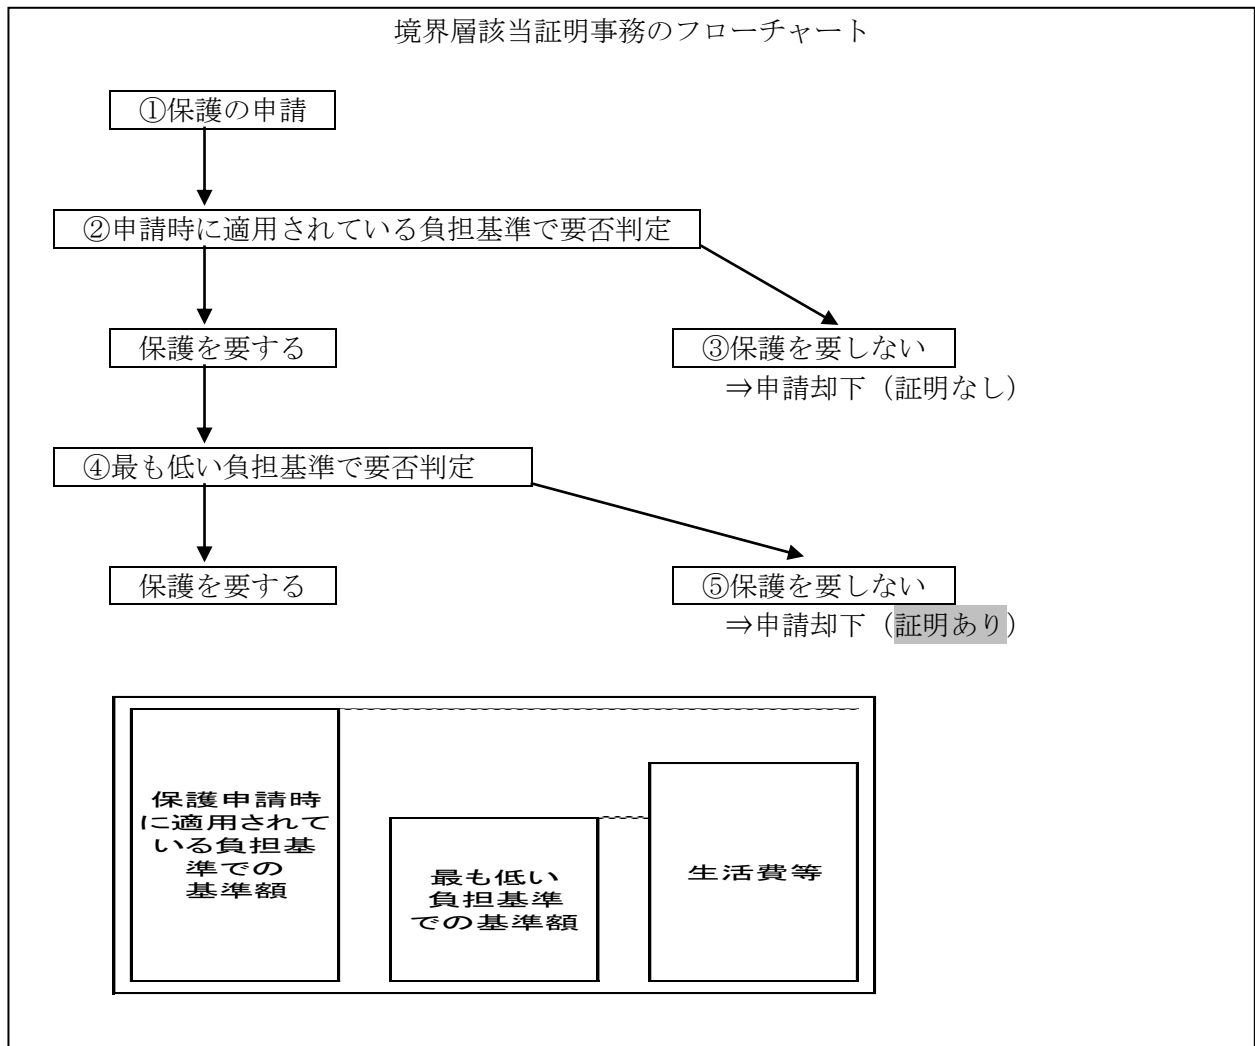 境界層該当証明事務のフローチャート
①保護の申請
②申請時に適用されている負担基準で要否判定
保護を要する
③保護を要しない
⇒申請却下（証明なし）
④最も低い負担基準で要否判定
保護を要する
⑤保護を要しない
⇒申請却下（証明あり）
保護申請時
に適用されて
いる負担基
準での
基準額
最も低い
負担基準
での基準額
生活費等